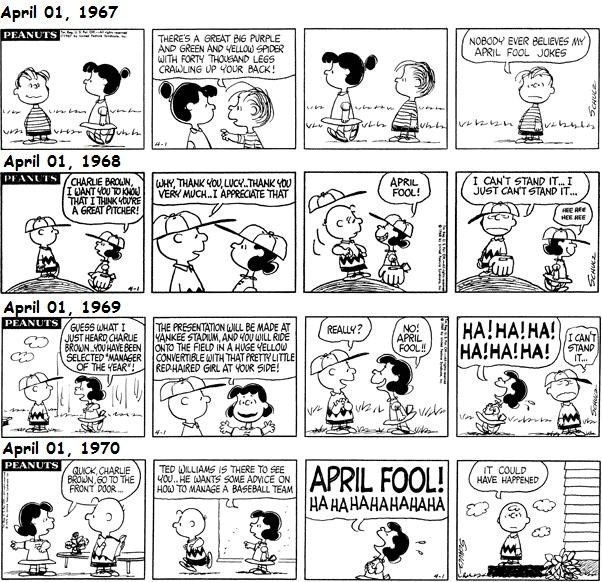 April 01, 1967
PEANUTS
THERE'S A GREAT BIG PURPLE
AND GREEN AND YELLOW SPIDER
WITH FORTY THOUSAND LEGS
CRAWLING UP YOUR BACK!
4-1
NOBODY EVER BELIEVES MY
APRIL FOOL JOKES
SCHULZ
April 01, 1968
PEANUTS
CHARLIE BROWN,
I WANT YOU TO KNOW
THAT I THINK YOU'RE
A GREAT PITCHER!
4-1
WHY, THANK YOU, LUCY..THANK YOU
VERY MUCH...I APPRECIATE THAT
APRIL
FOOL!
I CAN'T STAND IT...I
JUST CAN'T STAND IT...
HEE HEE
HEE HEE
SCHULZ
April 01, 1969
PEANUTS
GUESS WHAT I
JUST HEARD, CHARLIE
BROWN...YOU HAVE BEEN
SELECTED "MANAGER
OF THE YEAR"!
THE PRESENTATION WILL BE MADE AT
YANKEE STADIUM, AND YOU WILL RIDE
ONTO THE FIELD IN A HUGE YELLOW
CONVERTIBLE WITH THAT PRETTY LITTLE
RED-HAIRED GIRL AT YOUR SIDE!
4-1
REALLY?
NO!
APRIL
FOOL!!
HA! HA! HA!
HA! HA! HA!
I CAN'T
STAND
IT...
SCHULZ
April 01, 1970
PEANUTS
QUICK, CHARLIE
BROWN, GO TO THE
FRONT DOOR...
TED WILLIAMS IS THERE TO SEE
YOU..HE WANTS SOME ADVICE ON
HOW TO MANAGE A BASEBALL TEAM
APRIL FOOL!
HA HA HA HA HA HA HA HA
4-1
IT COULD
HAVE HAPPENED
SCHULZ